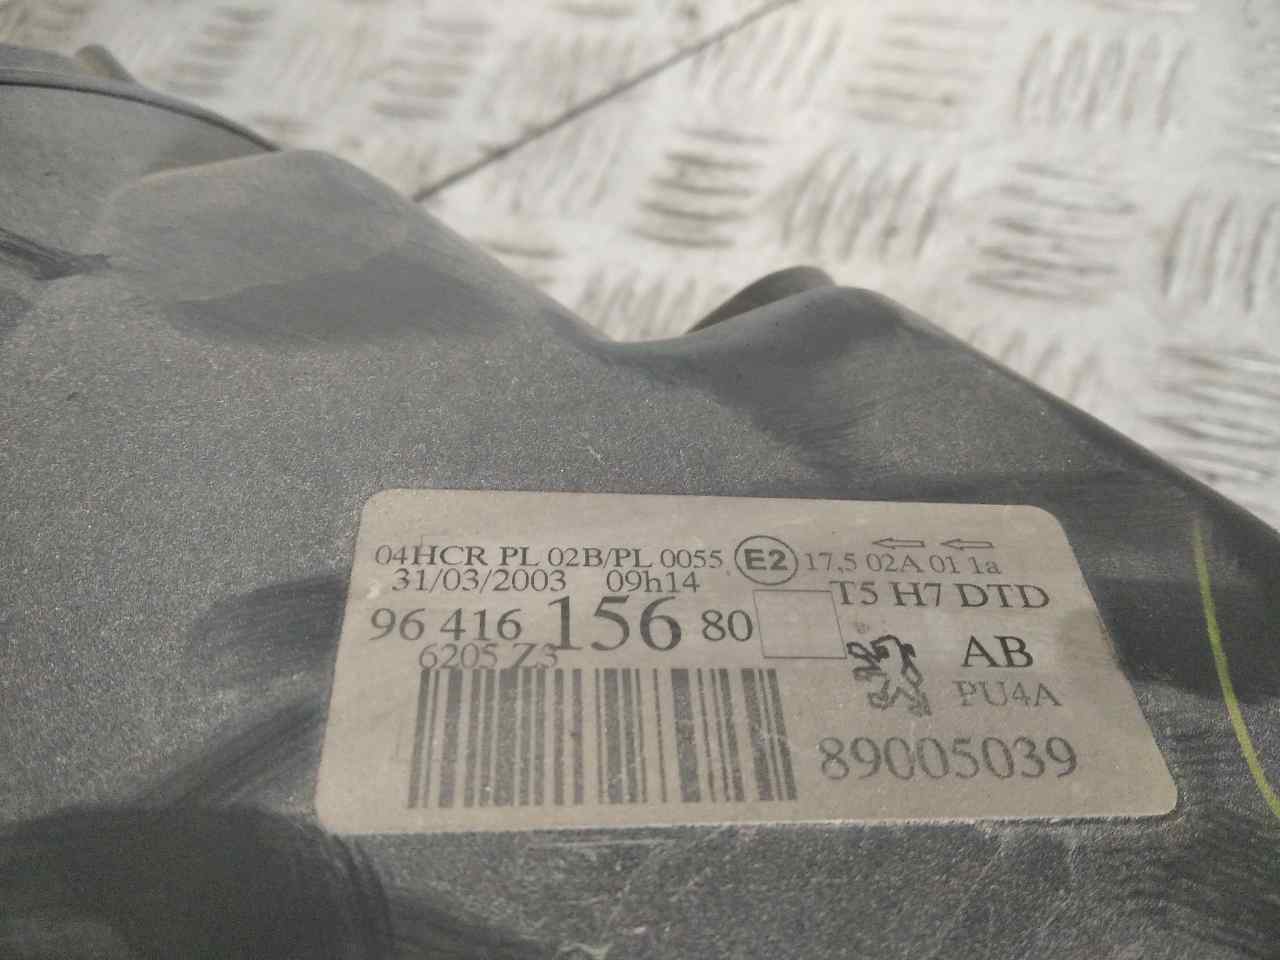 04HCR PL 02B/PL 0055 E2 17,5 02A 01 1a
31/03/2003 09h14 T5 H7 DTD
96 416 156 80
6205 Z3 AB
PU4A
89005039